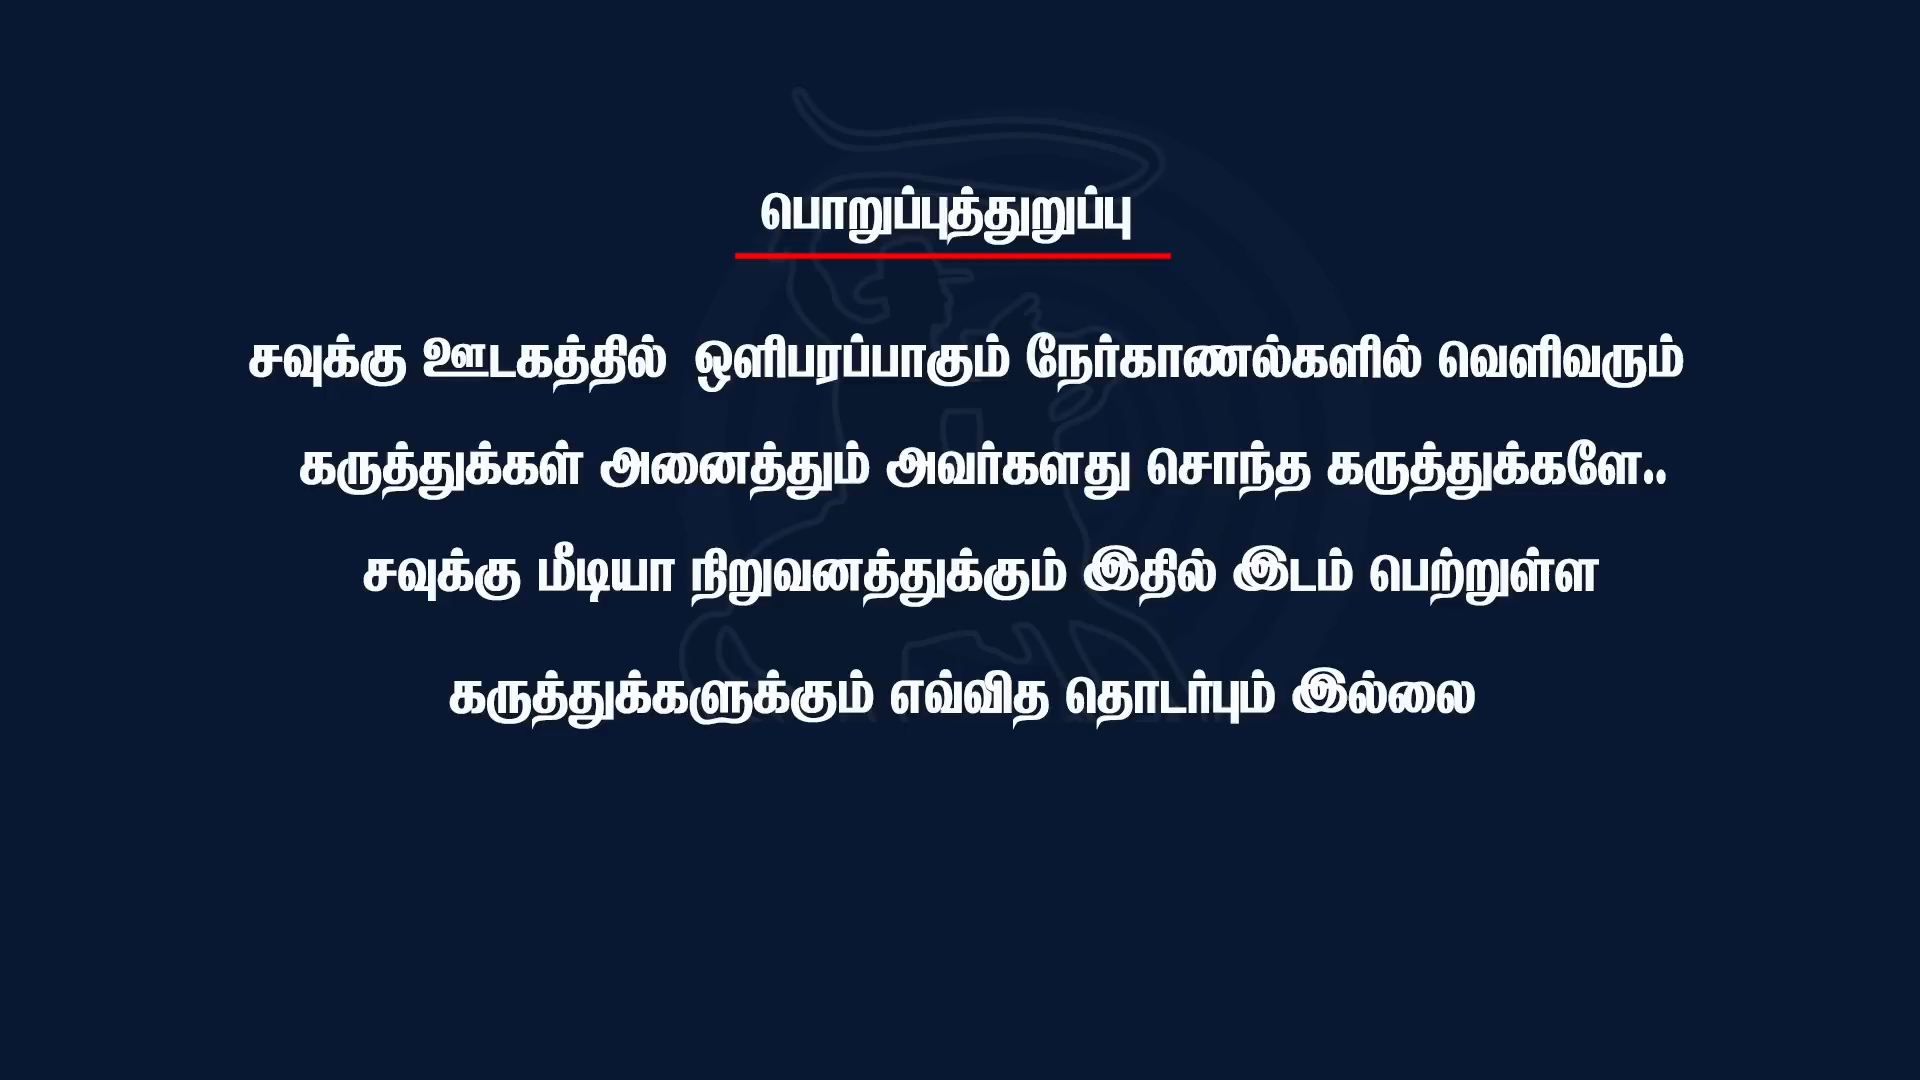 பொறுப்புத்துறுப்பு
சவுக்கு ஊடகத்தில் ஒளிபரப்பாகும் நேர்காணல்களில் வெளிவரும்
கருத்துக்கள் அனைத்தும் அவர்களது சொந்த கருத்துக்களே..
சவுக்கு மீடியா நிறுவனத்துக்கும் இதில் இடம் பெற்றுள்ள
கருத்துக்களுக்கும் எவ்வித தொடர்பும் இல்லை